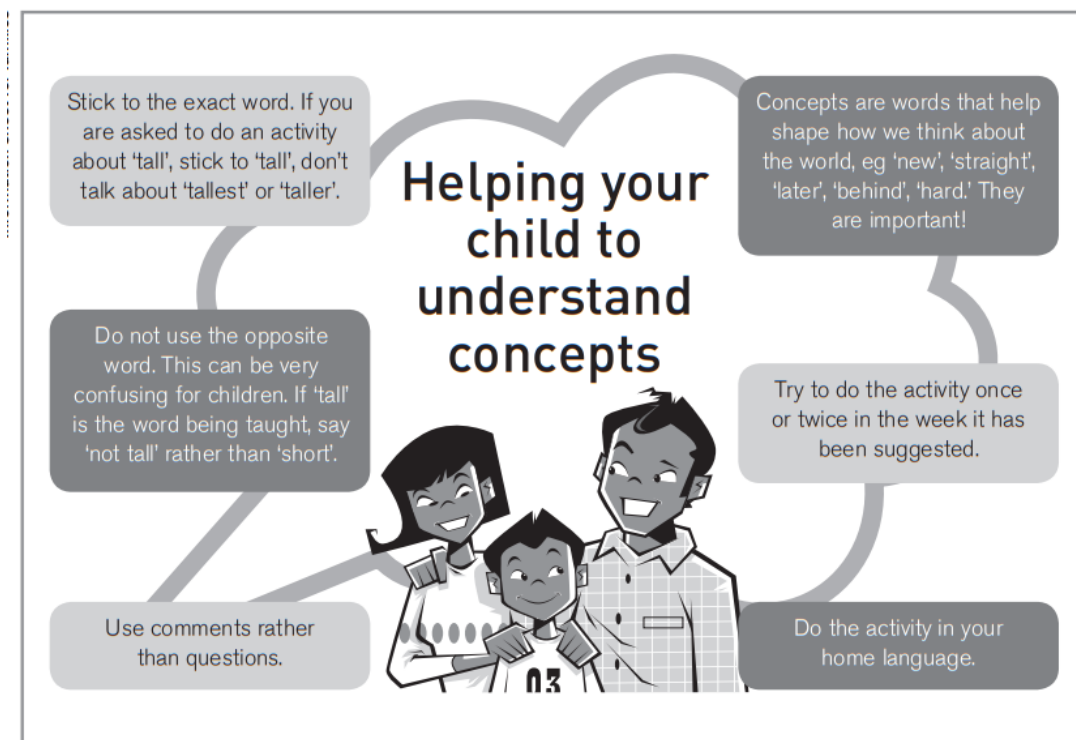 Helping your
child to
understand
concepts
Stick to the exact word. If you
are asked to do an activity
about ‘tall’, stick to ‘tall’, don’t
talk about ‘tallest’ or ‘taller’.
Do not use the opposite
word. This can be very
confusing for children. If ‘tall’
is the word being taught, say
‘not tall’ rather than ‘short’.
Use comments rather
than questions.
Concepts are words that help
shape how we think about
the world, eg ‘new’, ‘straight’,
‘later’, ‘behind’, ‘hard.’ They
are important!
Try to do the activity once
or twice in the week it has
been suggested.
Do the activity in your
home language.
03